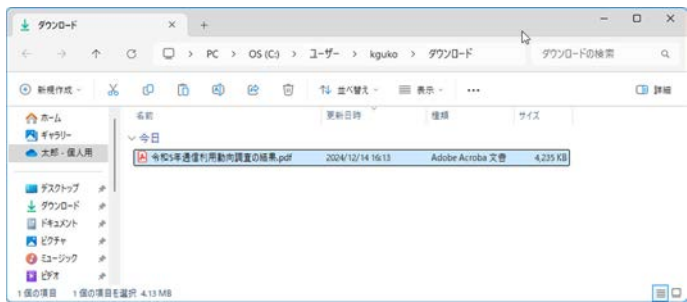 ダウンロード
PC > OS (C:) > ユーザー > kguko > ダウンロード
ダウンロードの検索
新規作成
並べ替え
表示
詳細
ホーム
ギャラリー
太郎 - 個人用
デスクトップ
ダウンロード
ドキュメント
ピクチャ
ミュージック
ビデオ
名前 更新日時 種類 サイズ
今日
令和5年通信利用動向調査の結果.pdf 2024/12/14 16:13 Adobe Acroba 文書 4,235 KB
1 個の項目 1 個の項目を選択 4.13 MB